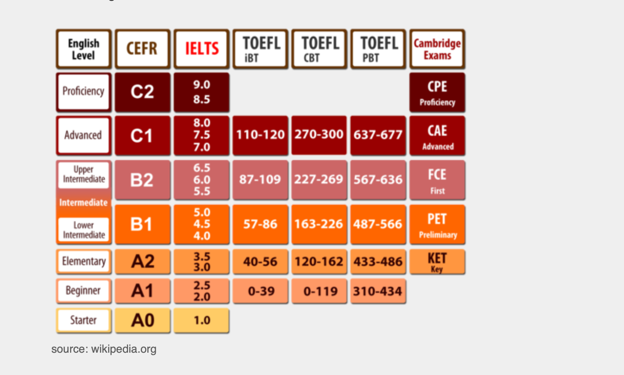 English Level CEFR IELTS TOEFL iBT TOEFL CBT TOEFL PBT Cambridge Exams
Proficiency C2 9.0 8.5 CPE Proficiency
Advanced C1 8.0 7.5 7.0 110-120 270-300 637-677 CAE Advanced
Upper Intermediate B2 6.5 6.0 5.5 87-109 227-269 567-636 FCE First
Intermediate
Lower Intermediate B1 5.0 4.5 4.0 57-86 163-226 487-566 PET Preliminary
Elementary A2 3.5 3.0 40-56 120-162 433-486 KET Key
Beginner A1 2.5 2.0 0-39 0-119 310-434
Starter A0 1.0
source: wikipedia.org